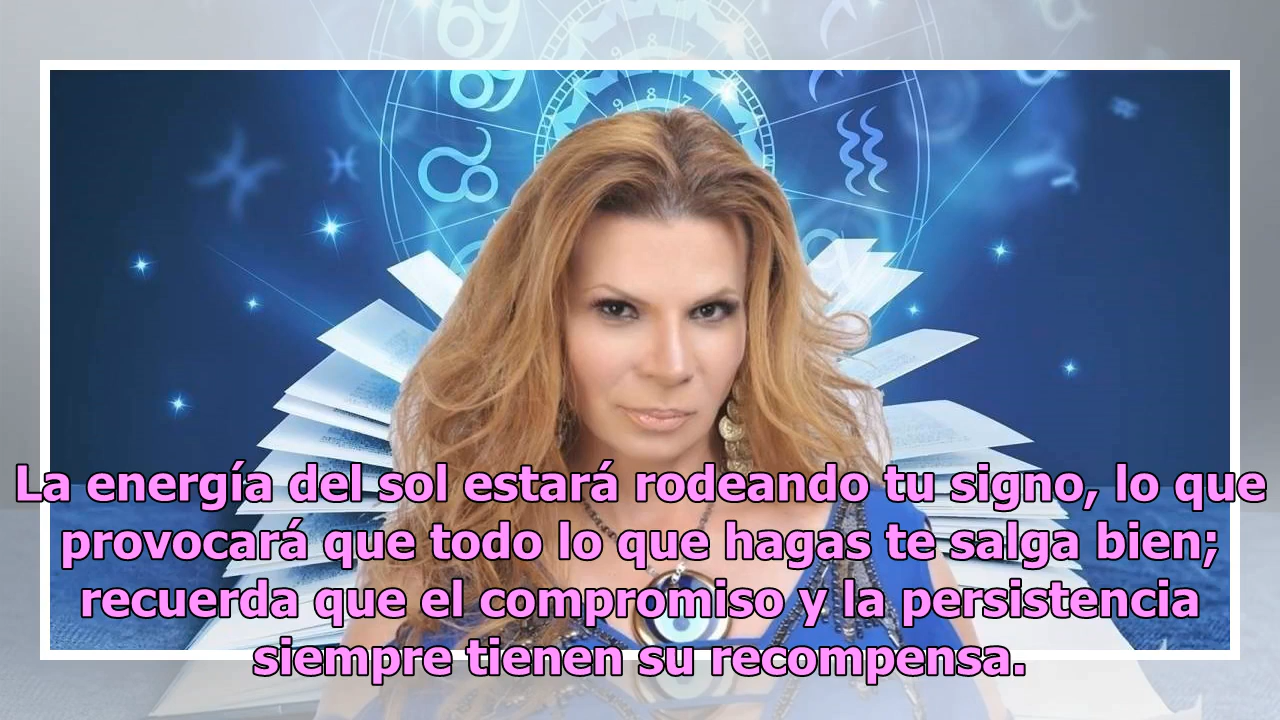 La energía del sol estará rodeando tu signo, lo que
provocará que todo lo que hagas te salga bien;
recuerda que el compromiso y la persistencia
siempre tienen su recompensa.